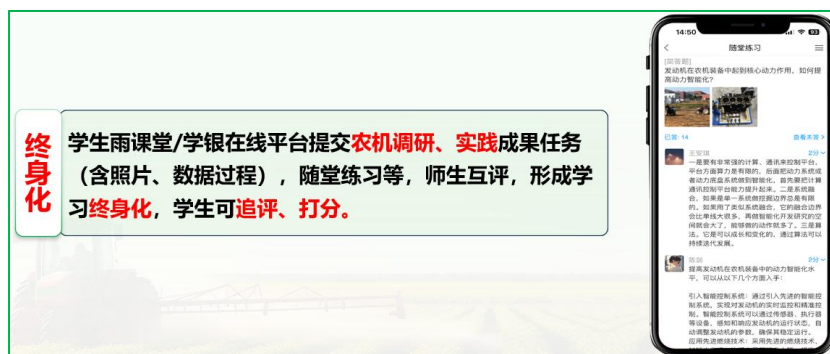 终身化
学生雨课堂/学银在线平台提交农机调研、实践成果任务
（含照片、数据过程），随堂练习等，师生互评，形成学
习终身化，学生可追评、打分。
14:50
93
随堂练习
[简答题]
发动机在农机装备中起到核心动力作用，如何提
高动力智能化？
已答: 14
查看未答 >
2分
一是要有非常强的计算、通讯来控制平台，
平台方面算力是有限的，后面把动力系统或
者动力底盘系统做到智能化，首先要把计算
通讯控制平台能力提升起来。二是系统融
合，如果是单一系统做挖掘边界总是有限
的，如果用了类似系统融合，它的融合边界
会比单线大很多，再做智能化开发研究的空
间就会大了，能够做的动作就多了。三是算
法，它是可以成长和变化的，通过算法可以
持续迭代发展。
2分
提高发动机在农机装备中的动力智能化水
平，可以从以下几个方面入手：
引入智能控制系统：通过引入先进的智能控
制系统，实现对发动机的实时监控和精准控
制。智能控制系统可以通过传感器、执行器
等设备，感知和响应发动机的运行状态，自
动调整发动机的参数，确保其稳定运行。
应用先进燃烧技术：采用先进的燃烧技术，